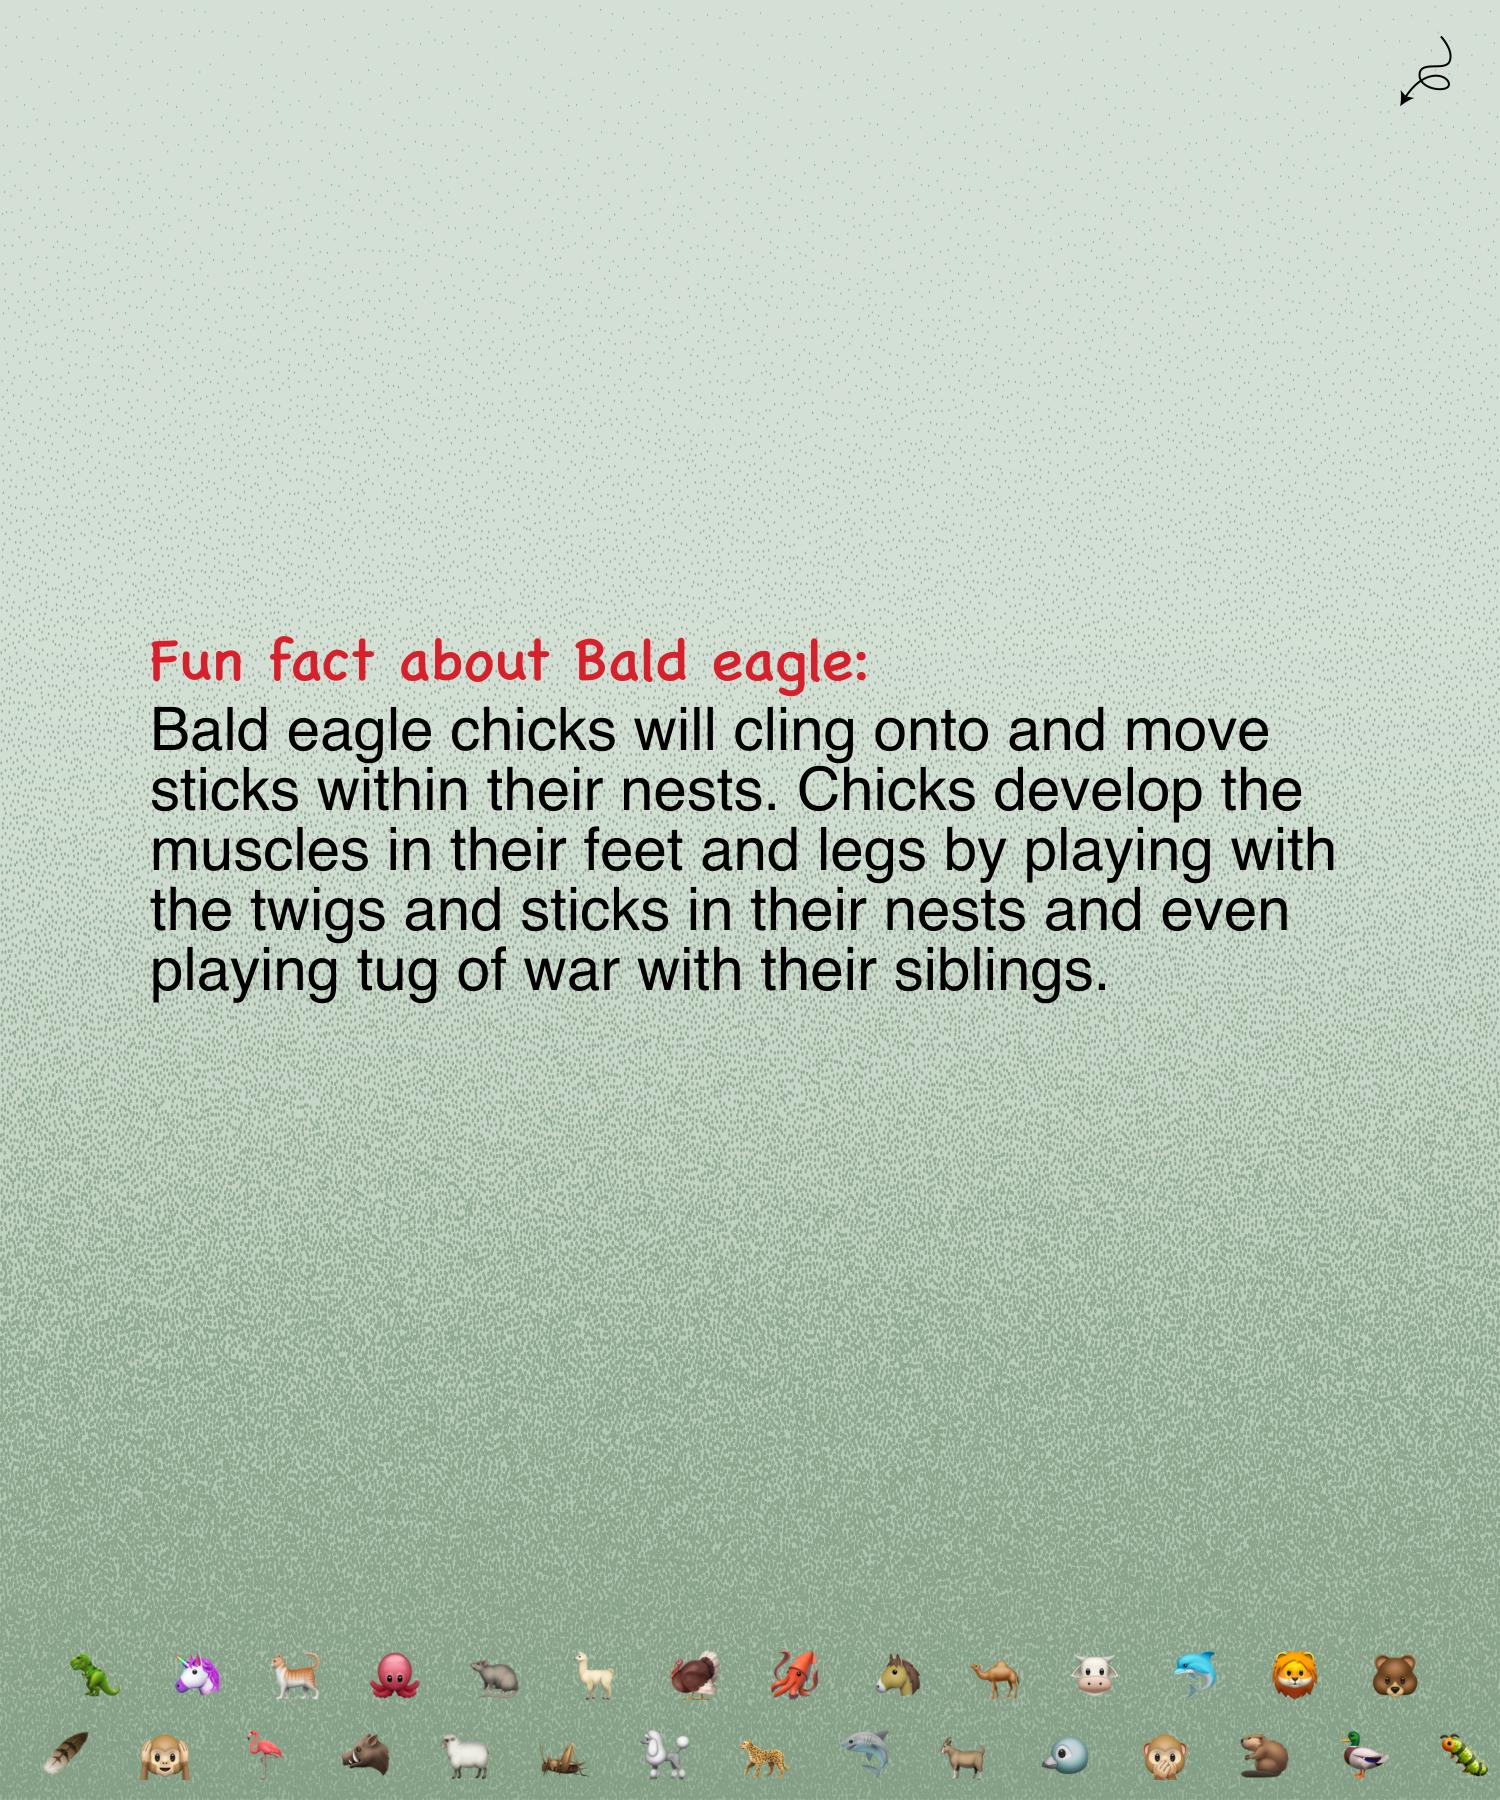 Fun fact about Bald eagle:
Bald eagle chicks will cling onto and move
sticks within their nests. Chicks develop the
muscles in their feet and legs by playing with
the twigs and sticks in their nests and even
playing tug of war with their siblings.